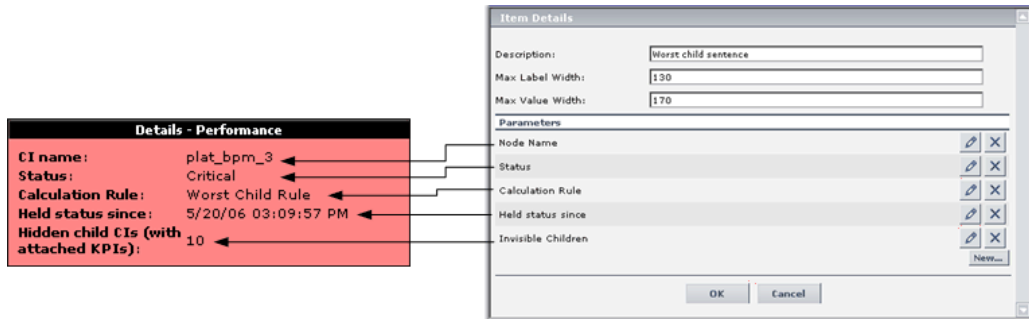 Details - Performance
CI name: plat_bpm_3
Status: Critical
Calculation Rule: Worst Child Rule
Held status since: 5/20/06 03:09:57 PM
Hidden child CIs (with
attached KPIs): 10
Item Details
Description: Worst child sentence
Max Label Width: 130
Max Value Width: 170
Parameters
Node Name
Status
Calculation Rule
Held status since
Invisible Children
New...
OK Cancel